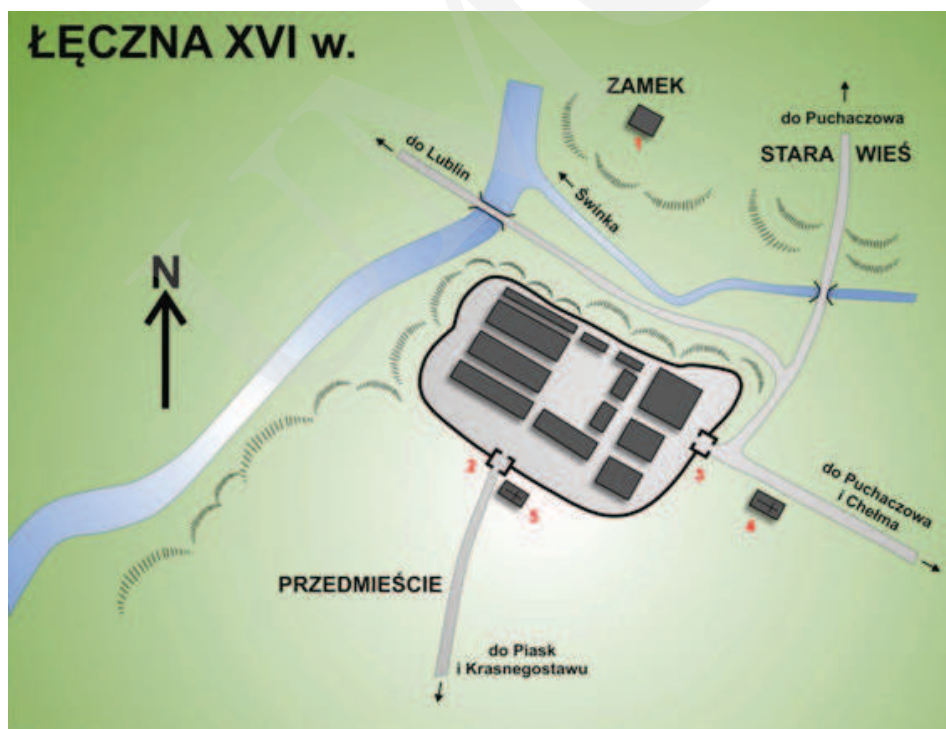 ŁĘCZNA XVI w.
ZAMEK
1
do Puchaczowa
STARA WIEŚ
do Lublin
Świnka
N
2
3
5
4
do Puchaczowa
i Chełma
PRZEDMIEŚCIE
do Piask
i Krasnegostawu